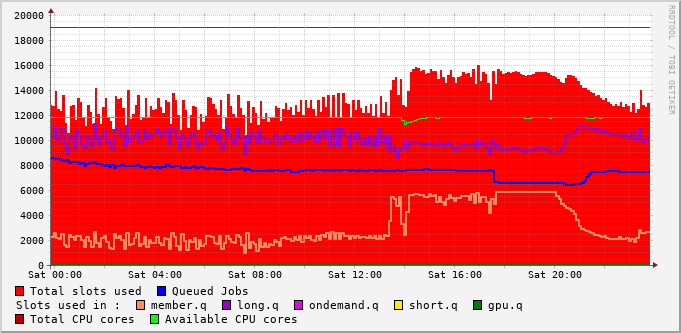 20000
18000
16000
14000
12000
10000
8000
6000
4000
2000
0
Sat 00:00 Sat 04:00 Sat 08:00 Sat 12:00 Sat 16:00 Sat 20:00
RRDTOOL / TOBI OETIKER
Total slots used Queued Jobs
Slots used in : member.q long.q ondemand.q short.q gpu.q
Total CPU cores Available CPU cores